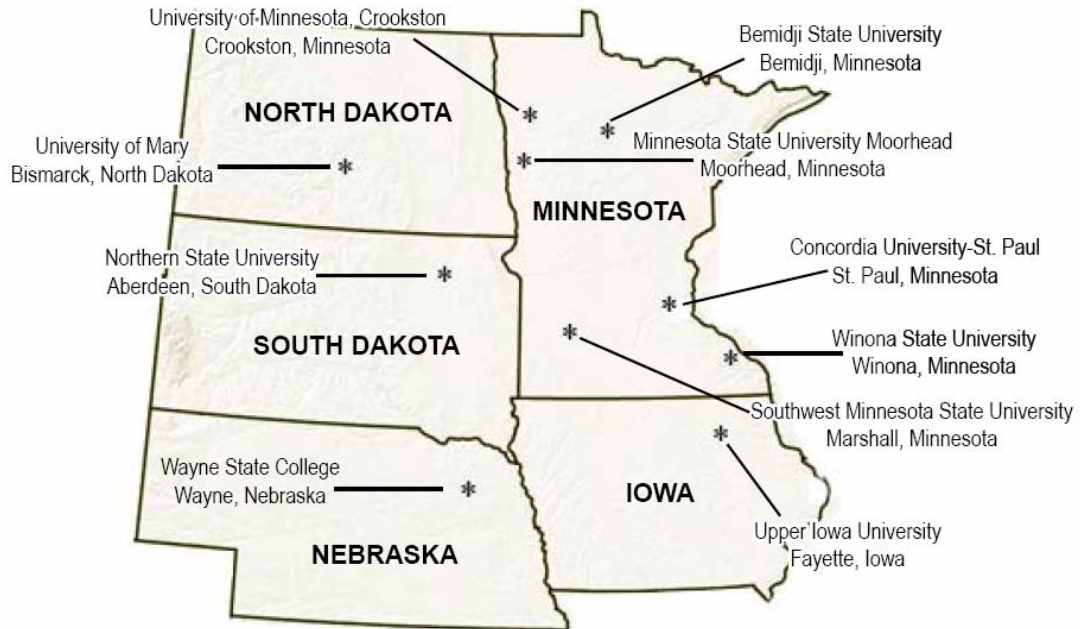 University of Minnesota, Crookston
Crookston, Minnesota
Bemidji State University
Bemidji, Minnesota
NORTH DAKOTA
University of Mary
Bismarck, North Dakota
Minnesota State University Moorhead
Moorhead, Minnesota
MINNESOTA
Northern State University
Aberdeen, South Dakota
Concordia University-St. Paul
St. Paul, Minnesota
SOUTH DAKOTA
Winona State University
Winona, Minnesota
Southwest Minnesota State University
Marshall, Minnesota
Wayne State College
Wayne, Nebraska
IOWA
Upper Iowa University
Fayette, Iowa
NEBRASKA